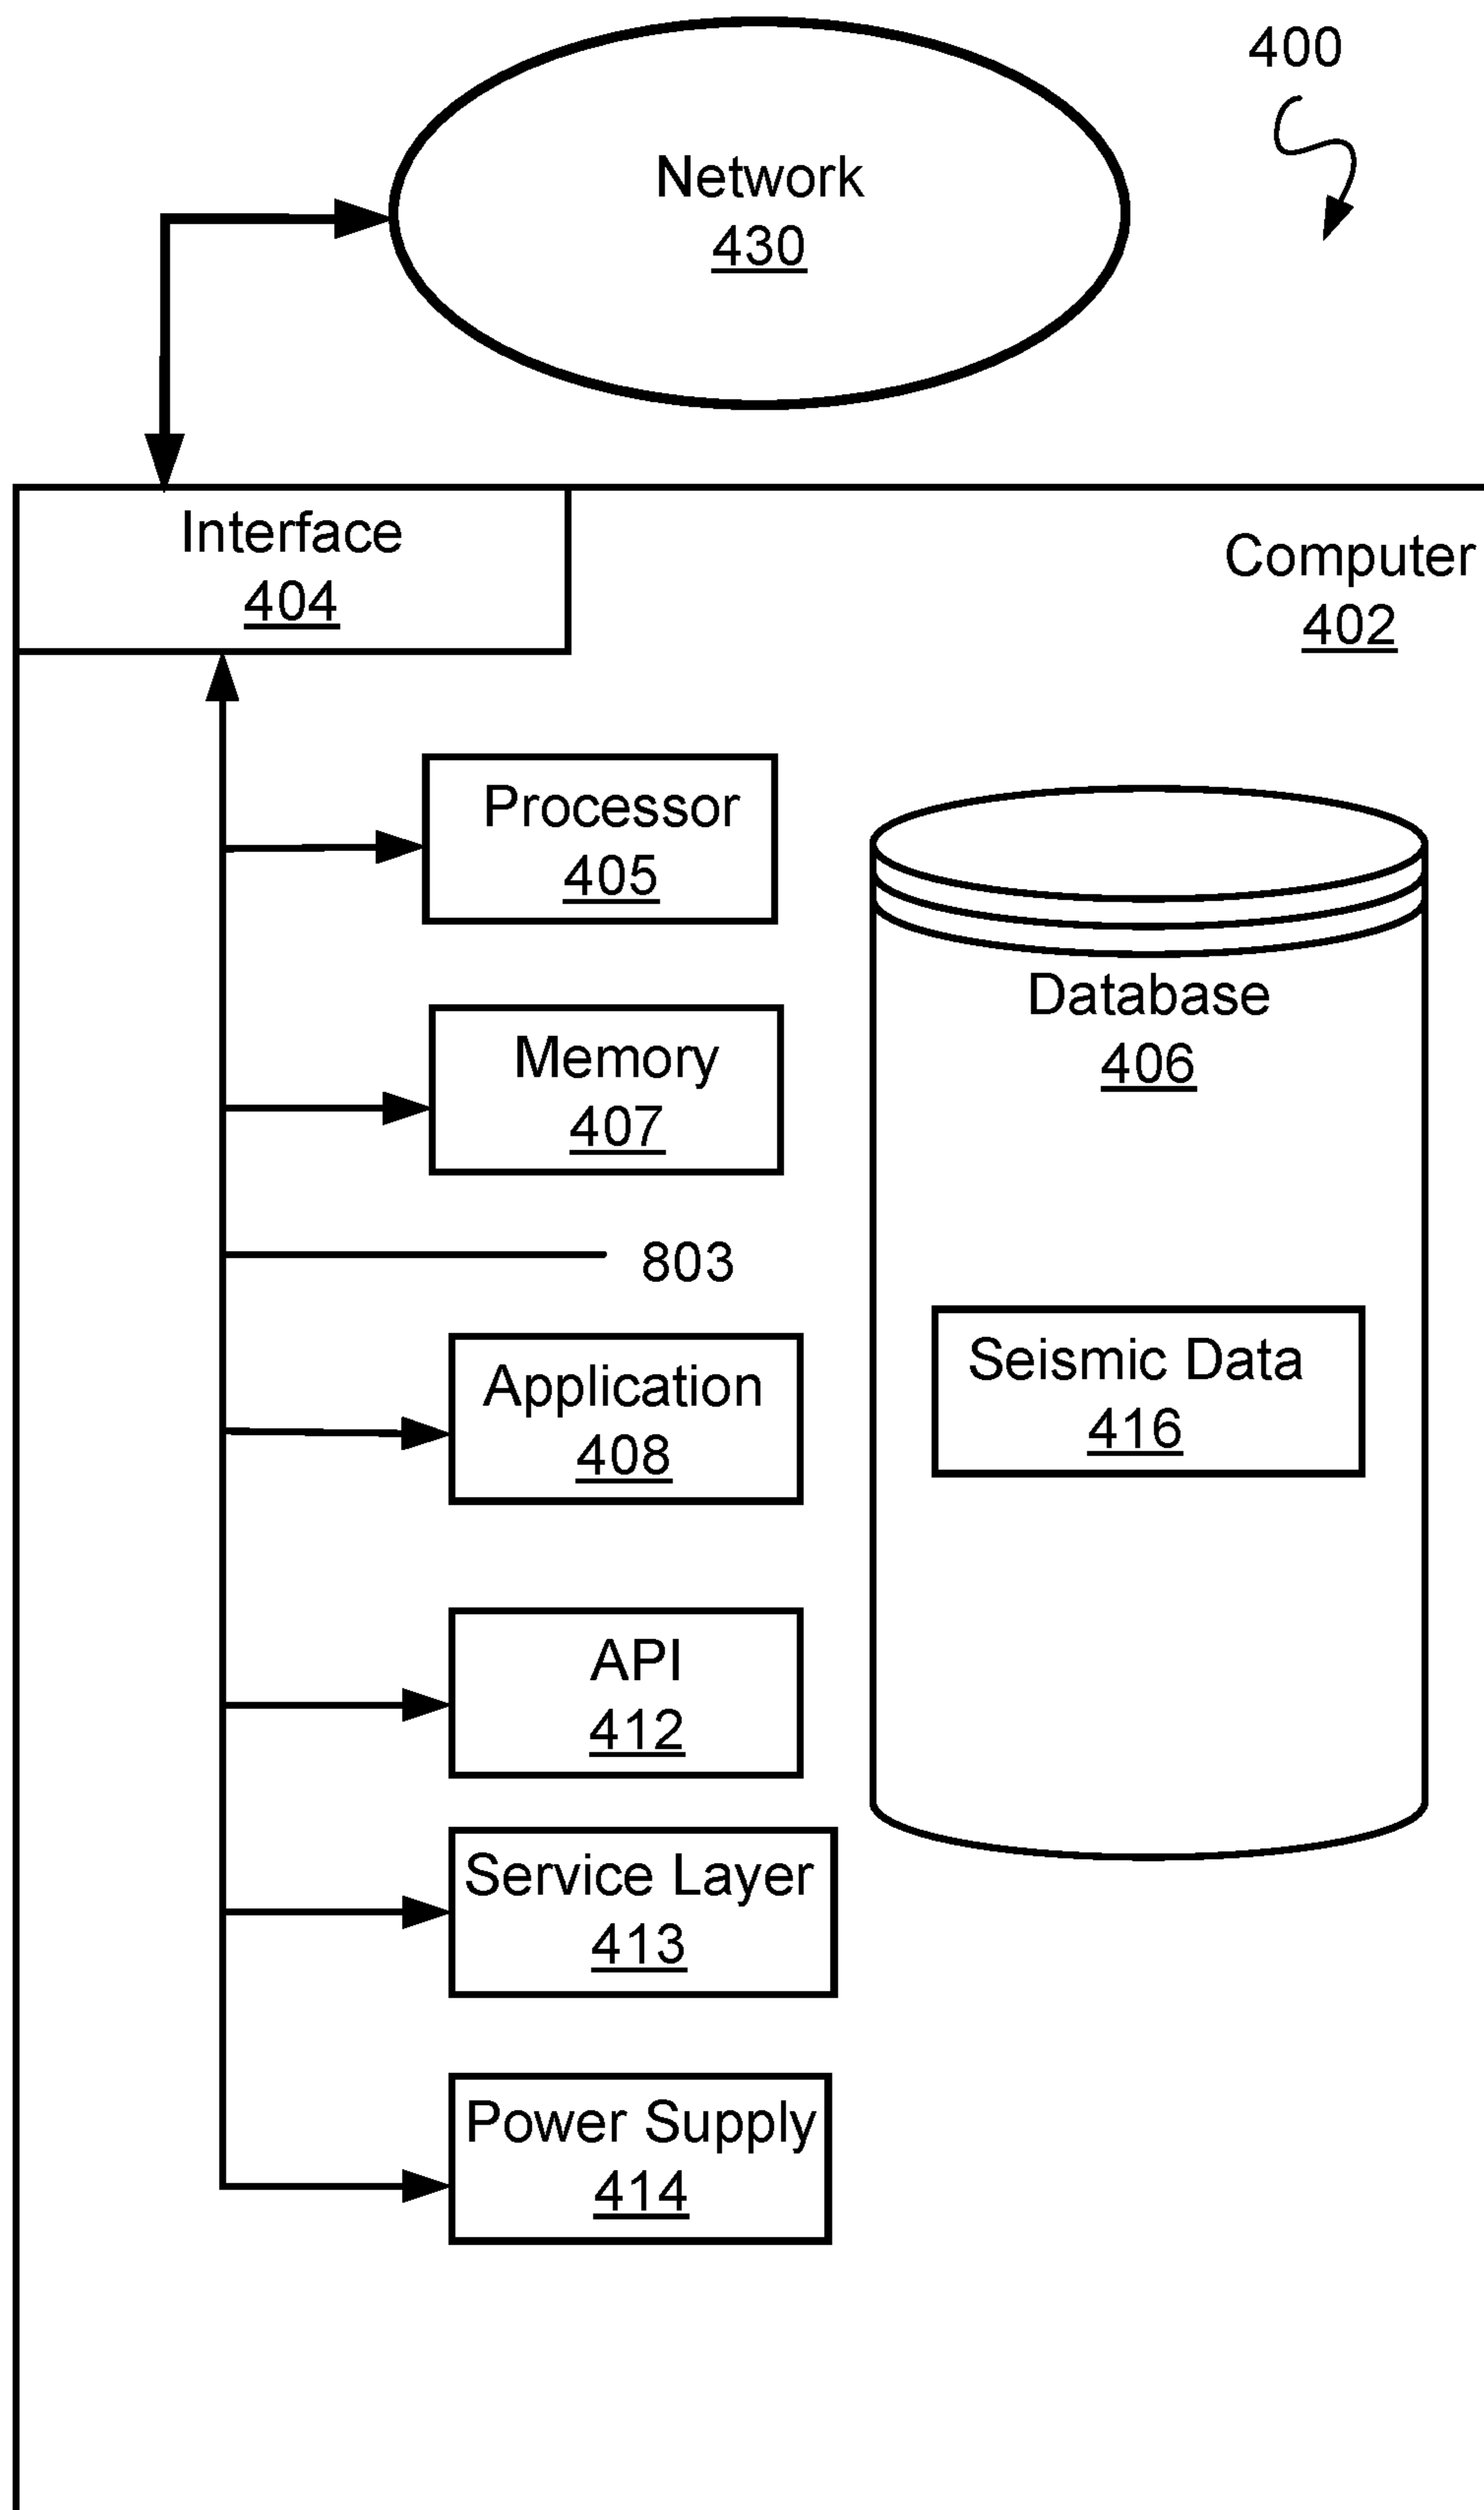 400
Network
430
Interface
404
Computer
402
Processor
405
Database
406
Memory
407
803
Application
408
Seismic Data
416
API
412
Service Layer
413
Power Supply
414